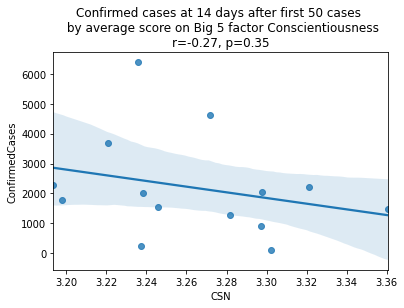 Confirmed cases at 14 days after first 50 cases
by average score on Big 5 factor Conscientiousness
r=-0.27, p=0.35
ConfirmedCases
6000
5000
4000
3000
2000
1000
0
3.20 3.22 3.24 3.26 3.28 3.30 3.32 3.34 3.36
CSN